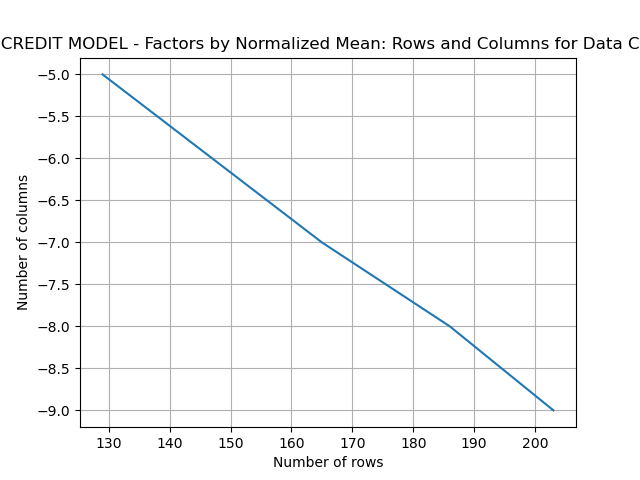 CREDIT MODEL - Factors by Normalized Mean: Rows and Columns for Data C
−5.0
−5.5
−6.0
−6.5
−7.0
−7.5
−8.0
−8.5
−9.0
Number of columns
130 140 150 160 170 180 190 200
Number of rows